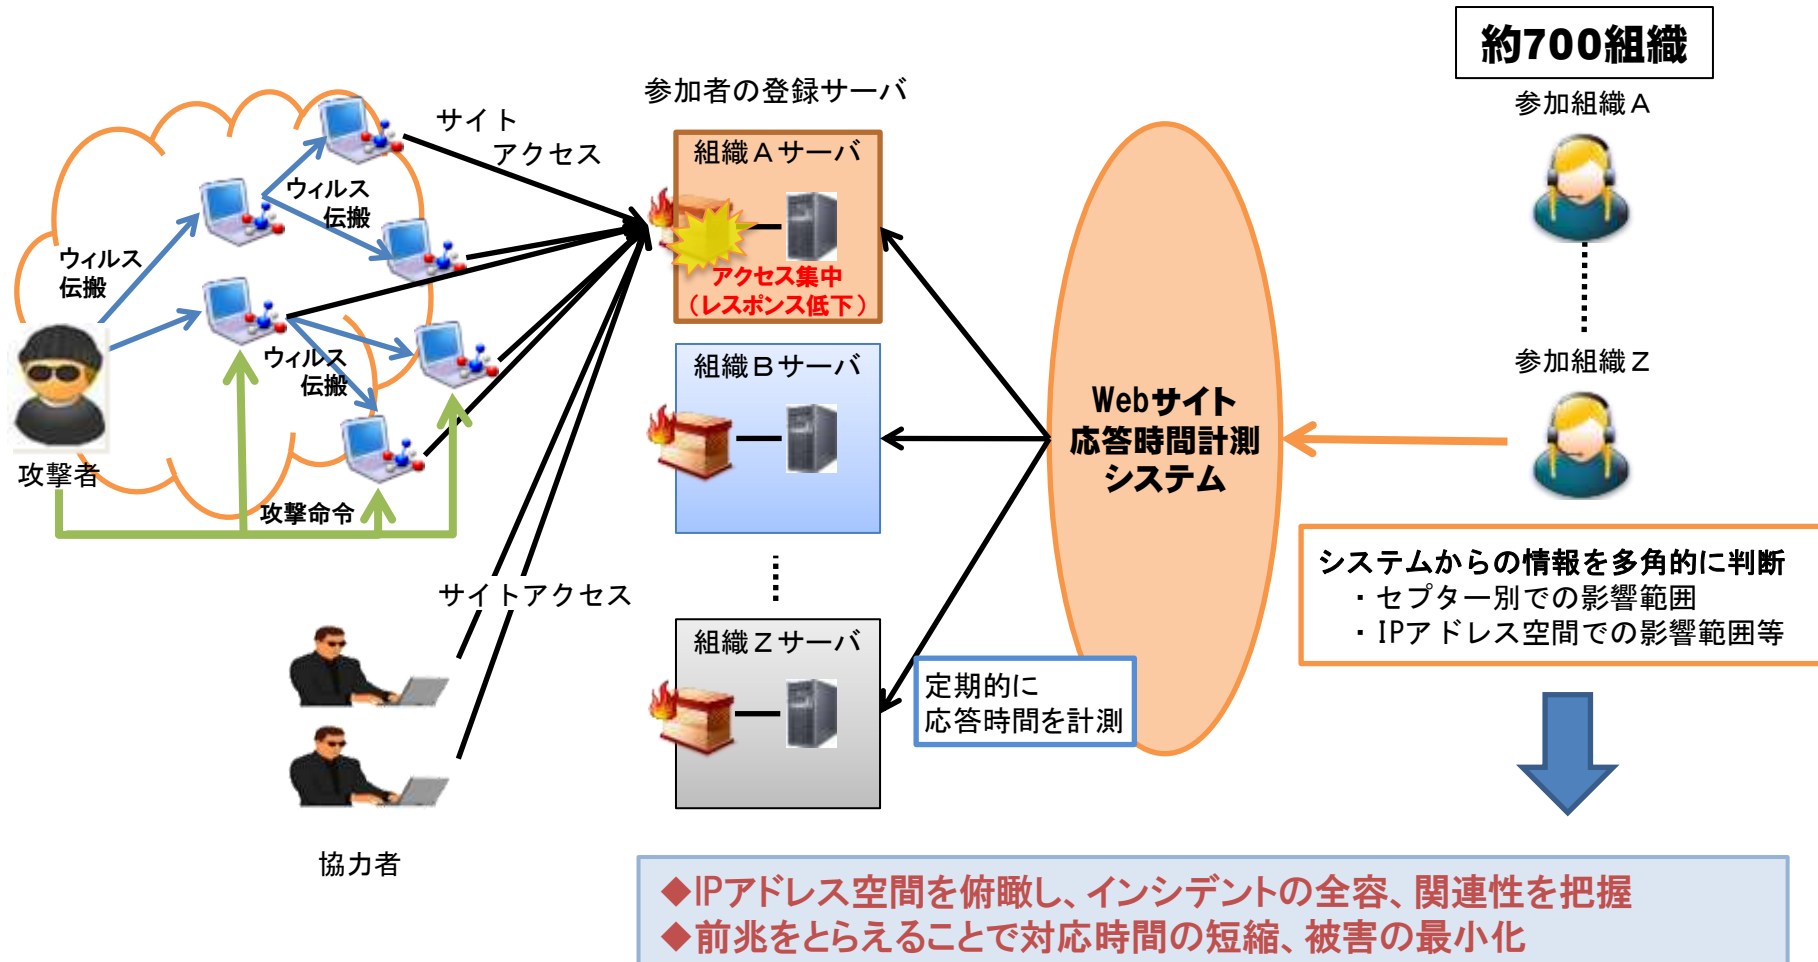 約700組織
参加組織A
参加者の登録サーバ
サイト
アクセス
組織Aサーバ
ウィルス
伝搬
ウィルス
伝搬
アクセス集中
（レスポンス低下）
ウィルス
伝搬
組織Bサーバ
参加組織Z
Webサイト
応答時間計測
システム
攻撃者
攻撃命令
サイトアクセス
システムからの情報を多角的に判断
・セプター別での影響範囲
・IPアドレス空間での影響範囲等
組織Zサーバ
定期的に
応答時間を計測
協力者
◆IPアドレス空間を俯瞰し、インシデントの全容、関連性を把握
◆前兆をとらえることで対応時間の短縮、被害の最小化